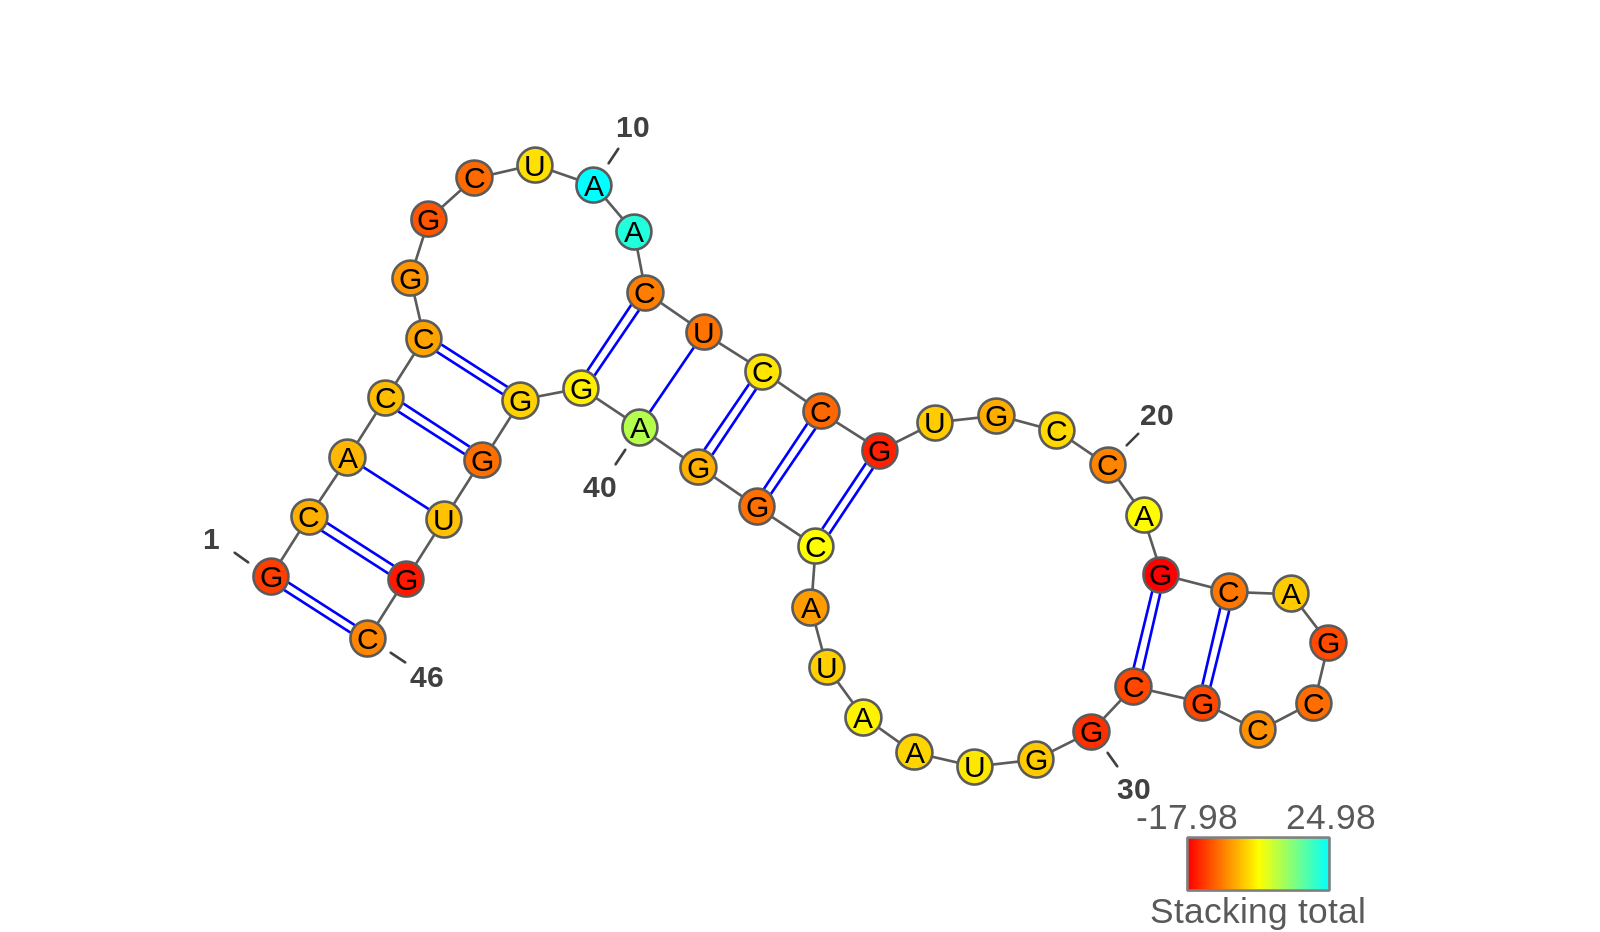 10
C U A
G A
G C U
C G C 20
C G A C G U G C C
A G G A
40
1 C U G C G C A
G G A G
C U C G C
46 A A G C
U G
30
-17.98 24.98
Stacking total